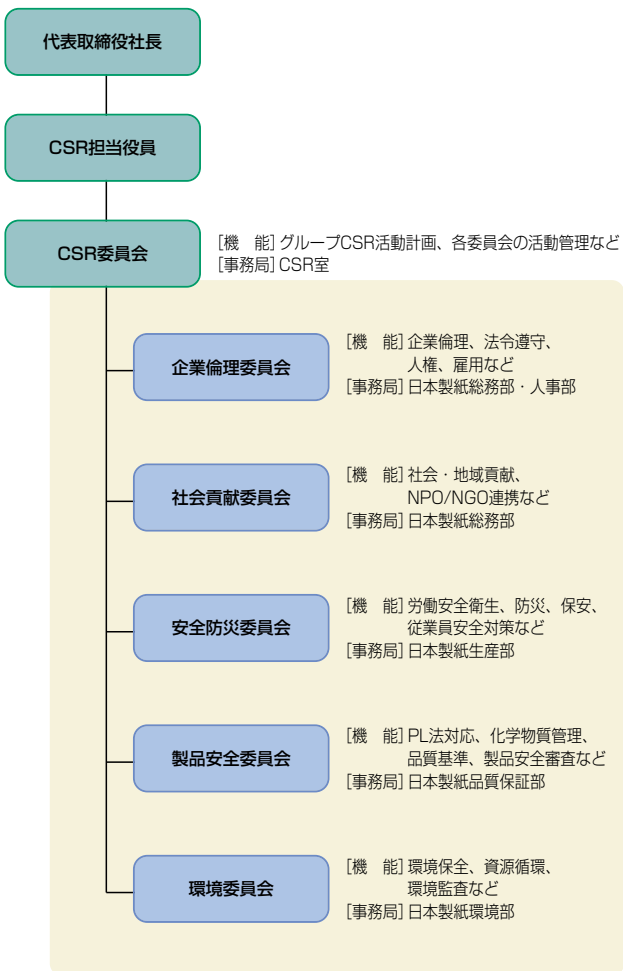 代表取締役社長
CSR担当役員
CSR委員会
[機　能] グループCSR活動計画、各委員会の活動管理など
[事務局] CSR室
企業倫理委員会
[機　能] 企業倫理、法令遵守、
人権、雇用など
[事務局] 日本製紙総務部・人事部
社会貢献委員会
[機　能] 社会・地域貢献、
NPO/NGO連携など
[事務局] 日本製紙総務部
安全防災委員会
[機　能] 労働安全衛生、防災、保安、
従業員安全対策など
[事務局] 日本製紙生産部
製品安全委員会
[機　能] PL法対応、化学物質管理、
品質基準、製品安全審査など
[事務局] 日本製紙品質保証部
環境委員会
[機　能] 環境保全、資源循環、
環境監査など
[事務局] 日本製紙環境部